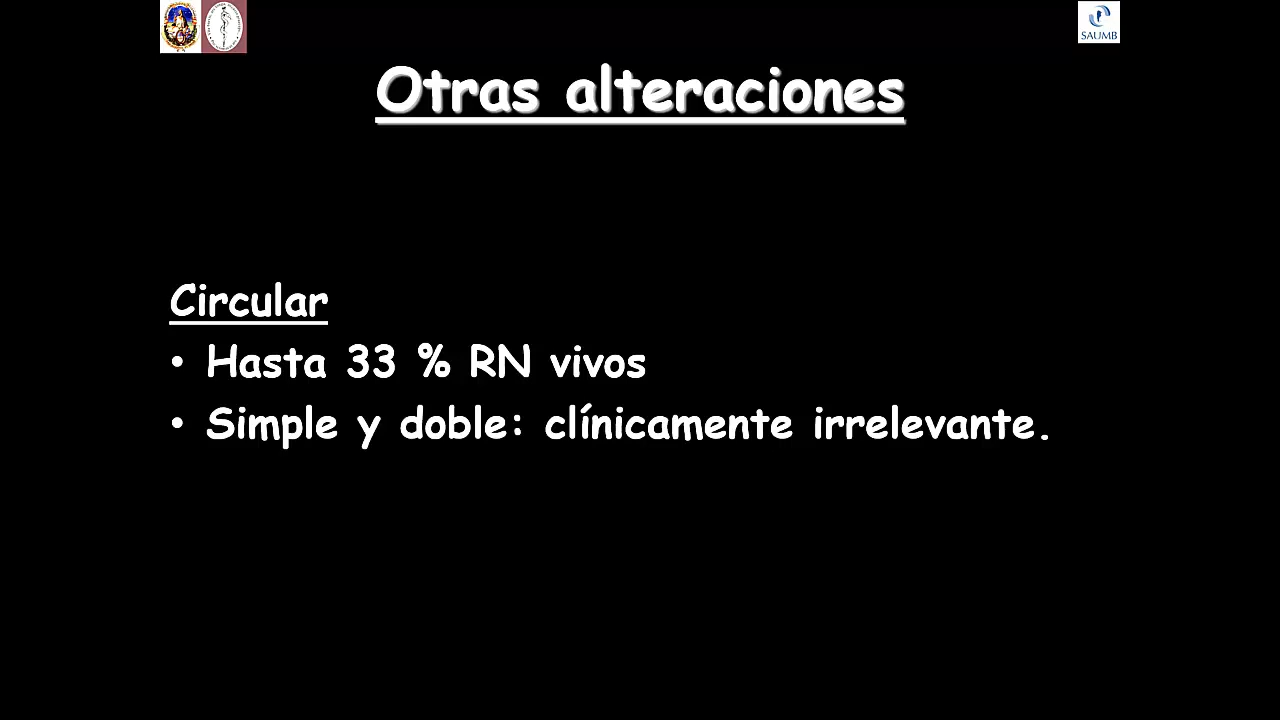 SAUMB
Otras alteraciones
Circular
• Hasta 33 % RN vivos
• Simple y doble: clínicamente irrelevante.